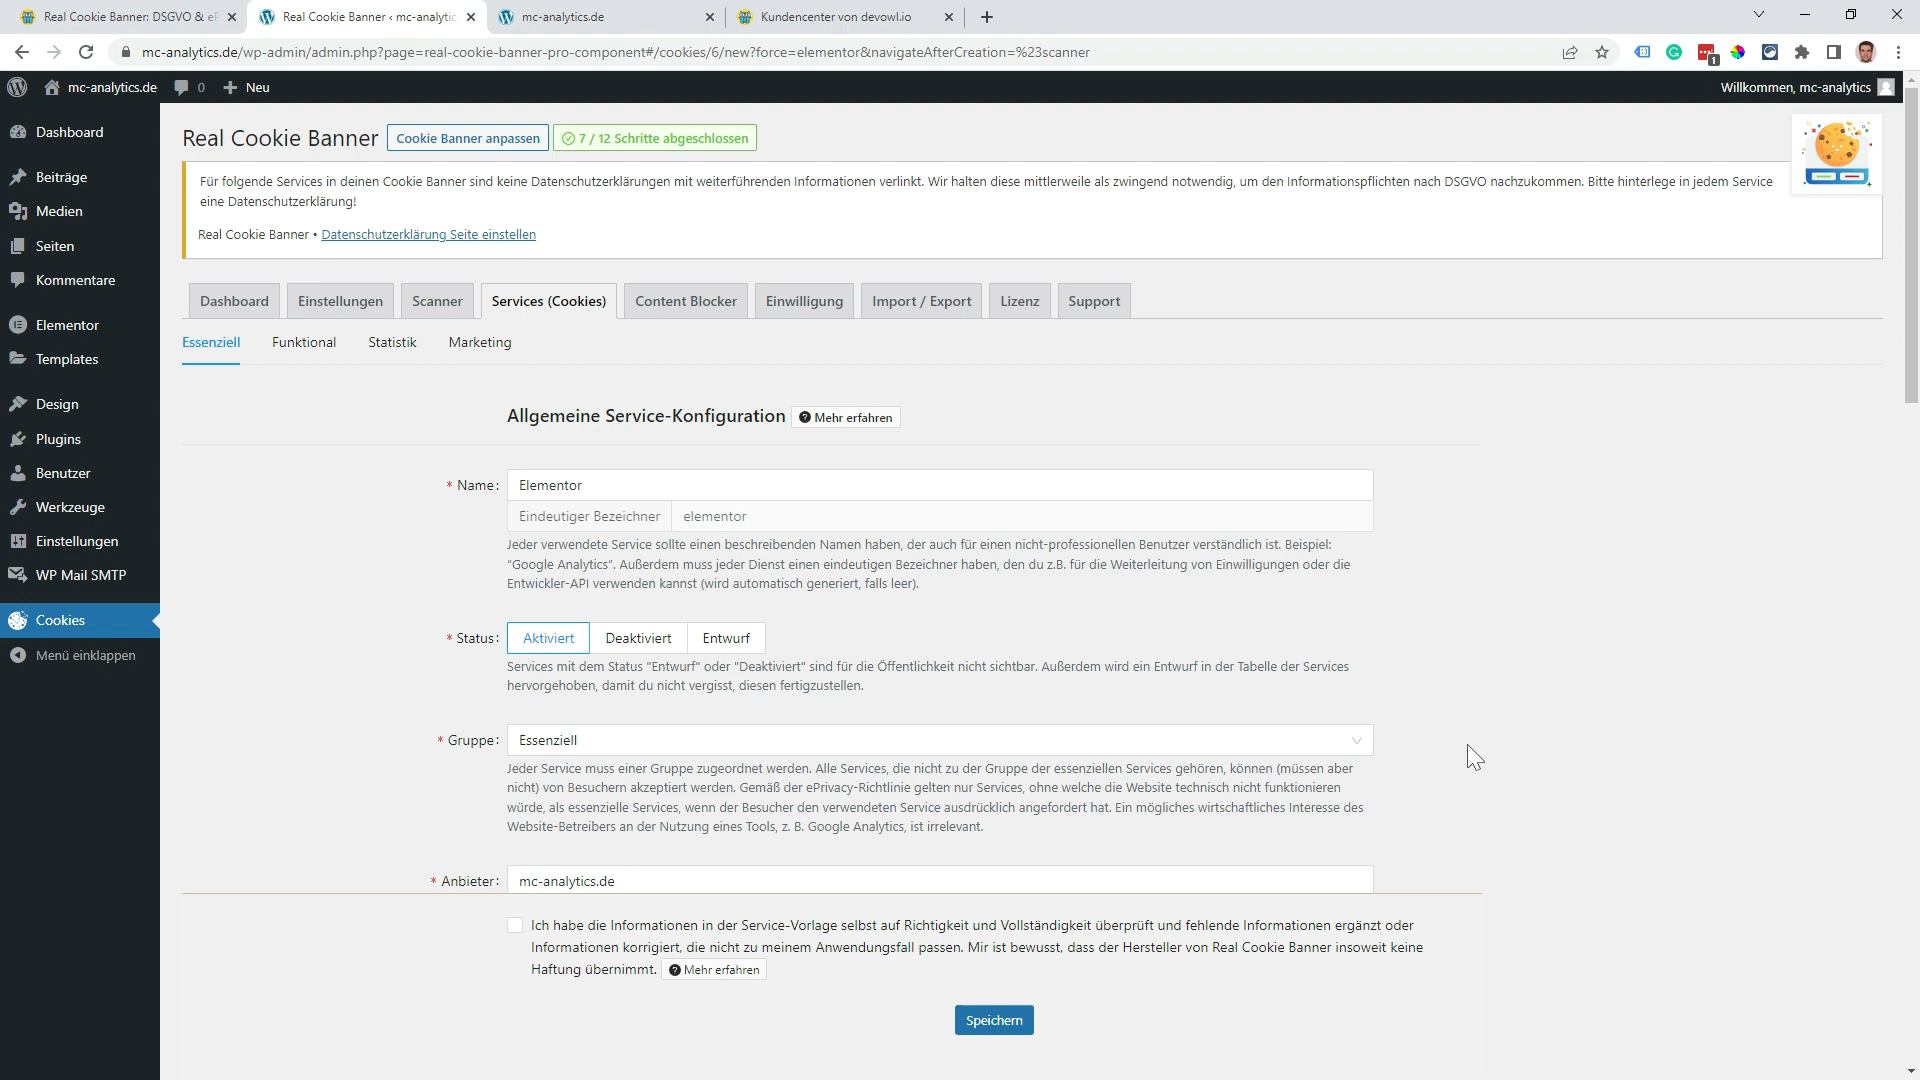 Real Cookie Banner: DSGVO & eP
Real Cookie Banner ‹ mc-analytic
mc-analytics.de
Kundencenter von devowl.io
mc-analytics.de/wp-admin/admin.php?page=real-cookie-banner-pro-component#/cookies/6/new?force=elementor&navigateAfterCreation=%23scanner
1
mc-analytics.de
0
Neu
Willkommen, mc-analytics
Dashboard
Beiträge
Medien
Seiten
Kommentare
Elementor
Templates
Design
Plugins
Benutzer
Werkzeuge
Einstellungen
WP Mail SMTP
Cookies
Menü einklappen
Real Cookie Banner
Cookie Banner anpassen
7 / 12 Schritte abgeschlossen
Für folgende Services in deinen Cookie Banner sind keine Datenschutzerklärungen mit weiterführenden Informationen verlinkt. Wir halten diese mittlerweile als zwingend notwendig, um den Informationspflichten nach DSGVO nachzukommen. Bitte hinterlege in jedem Service
eine Datenschutzerklärung!
Real Cookie Banner • Datenschutzerklärung Seite einstellen
Dashboard
Einstellungen
Scanner
Services (Cookies)
Content Blocker
Einwilligung
Import / Export
Lizenz
Support
Essenziell
Funktional
Statistik
Marketing
Allgemeine Service-Konfiguration
Mehr erfahren
* Name:
Elementor
Eindeutiger Bezeichner
elementor
Jeder verwendete Service sollte einen beschreibenden Namen haben, der auch für einen nicht-professionellen Benutzer verständlich ist. Beispiel:
"Google Analytics". Außerdem muss jeder Dienst einen eindeutigen Bezeichner haben, den du z.B. für die Weiterleitung von Einwilligungen oder die
Entwickler-API verwenden kannst (wird automatisch generiert, falls leer).
* Status:
Aktiviert
Deaktiviert
Entwurf
Services mit dem Status "Entwurf" oder "Deaktiviert" sind für die Öffentlichkeit nicht sichtbar. Außerdem wird ein Entwurf in der Tabelle der Services
hervorgehoben, damit du nicht vergisst, diesen fertigzustellen.
* Gruppe:
Essenziell
Jeder Service muss einer Gruppe zugeordnet werden. Alle Services, die nicht zu der Gruppe der essenziellen Services gehören, können (müssen aber
nicht) von Besuchern akzeptiert werden. Gemäß der ePrivacy-Richtlinie gelten nur Services, ohne welche die Website technisch nicht funktionieren
würde, als essenzielle Services, wenn der Besucher den verwendeten Service ausdrücklich angefordert hat. Ein mögliches wirtschaftliches Interesse des
Website-Betreibers an der Nutzung eines Tools, z. B. Google Analytics, ist irrelevant.
* Anbieter:
mc-analytics.de
Ich habe die Informationen in der Service-Vorlage selbst auf Richtigkeit und Vollständigkeit überprüft und fehlende Informationen ergänzt oder
Informationen korrigiert, die nicht zu meinem Anwendungsfall passen. Mir ist bewusst, dass der Hersteller von Real Cookie Banner insoweit keine
Haftung übernimmt.
Mehr erfahren
Speichern